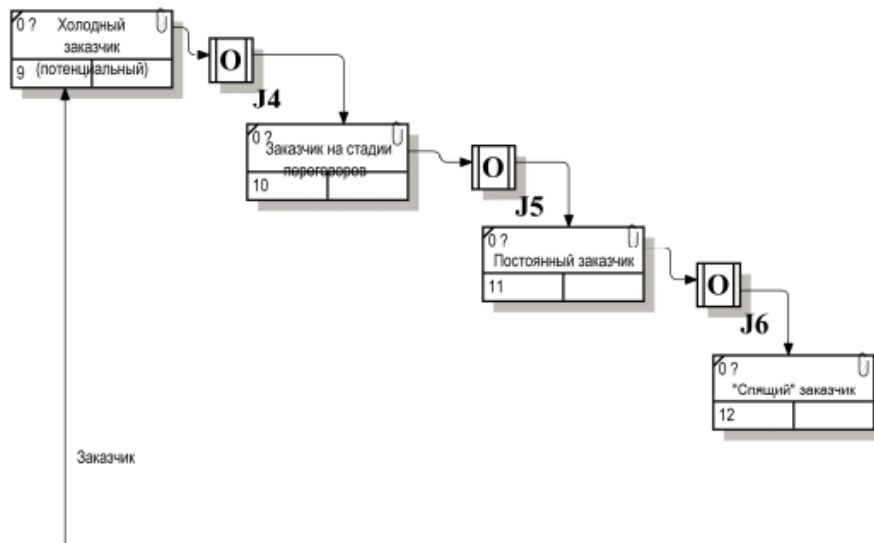 0 ?
Холодный
заказчик
(потенциальный)
9
O
J4
0 ?
Заказчик на стадии
переговоров
10
O
J5
0 ?
Постоянный заказчик
11
O
J6
0 ?
"Спящий" заказчик
12
Заказчик